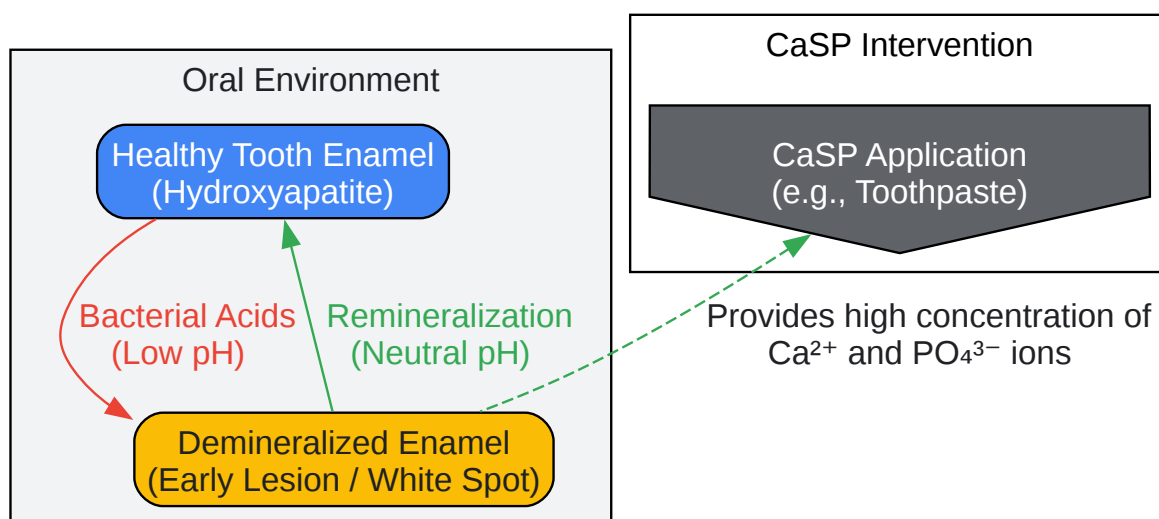 CaSP Intervention
Oral Environment
Healthy Tooth Enamel
(Hydroxyapatite)
CaSP Application
(e.g., Toothpaste)
Bacterial Acids
(Low pH)
Remineralization
(Neutral pH)
Provides high concentration of
Ca²⁺ and PO₄³⁻ ions
Demineralized Enamel
(Early Lesion / White Spot)